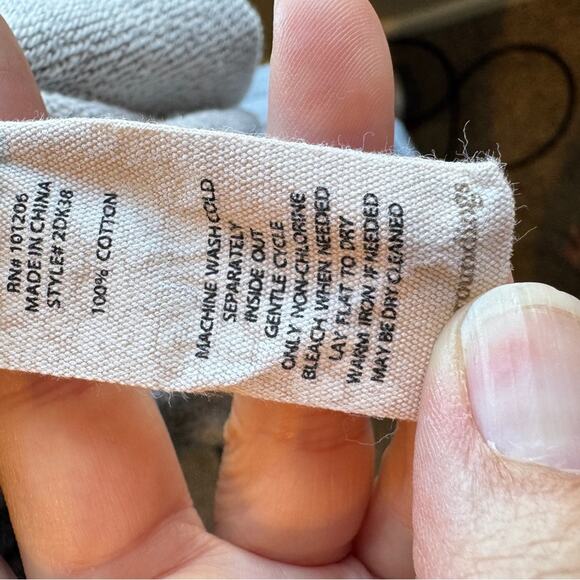 RN# 101206
MADE IN CHINA
STYLE# 2DK38
100% COTTON
MACHINE WASH COLD
SEPARATELY
INSIDE OUT
GENTLE CYCLE
ONLY NON-CHLORINE
BLEACH WHEN NEEDED
LAY FLAT TO DRY
WARM IRON IF NEEDED
MAY BE DRY CLEANED